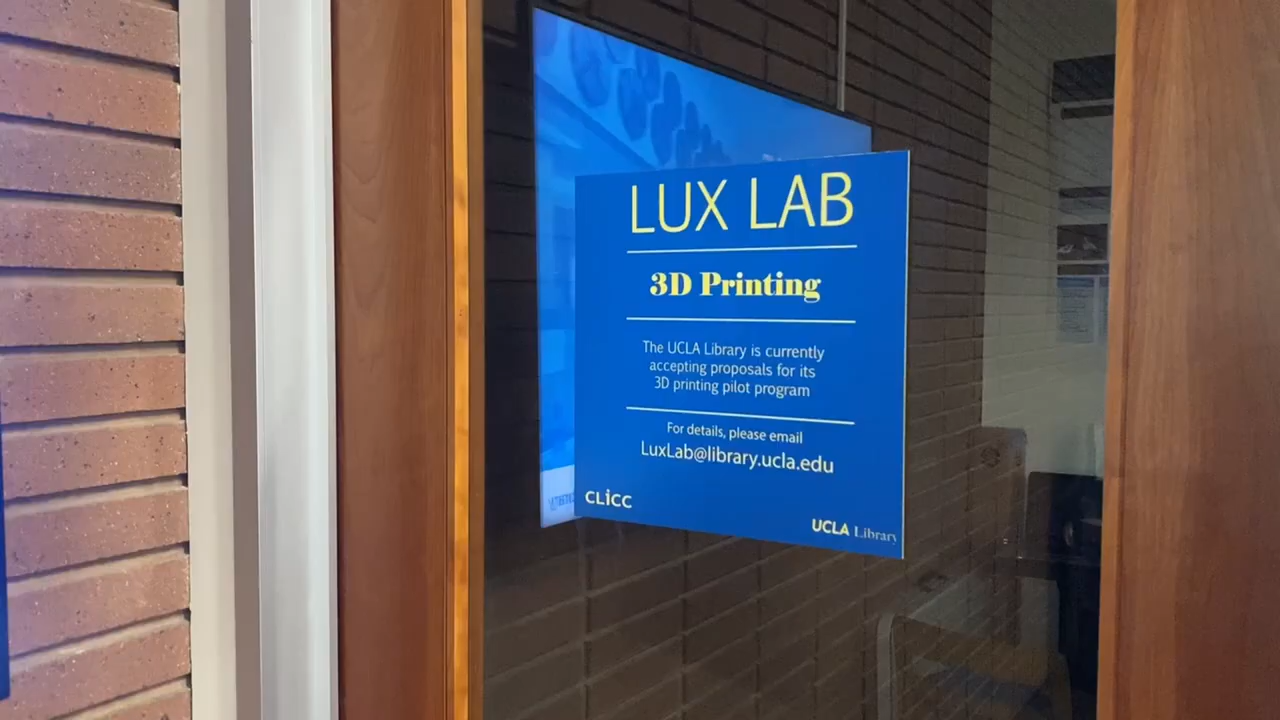 LUX LAB
3D Printing
The UCLA Library is currently
accepting proposals for its
3D printing pilot program
For details, please email
LuxLab@library.ucla.edu
CLICC
UCLA Library